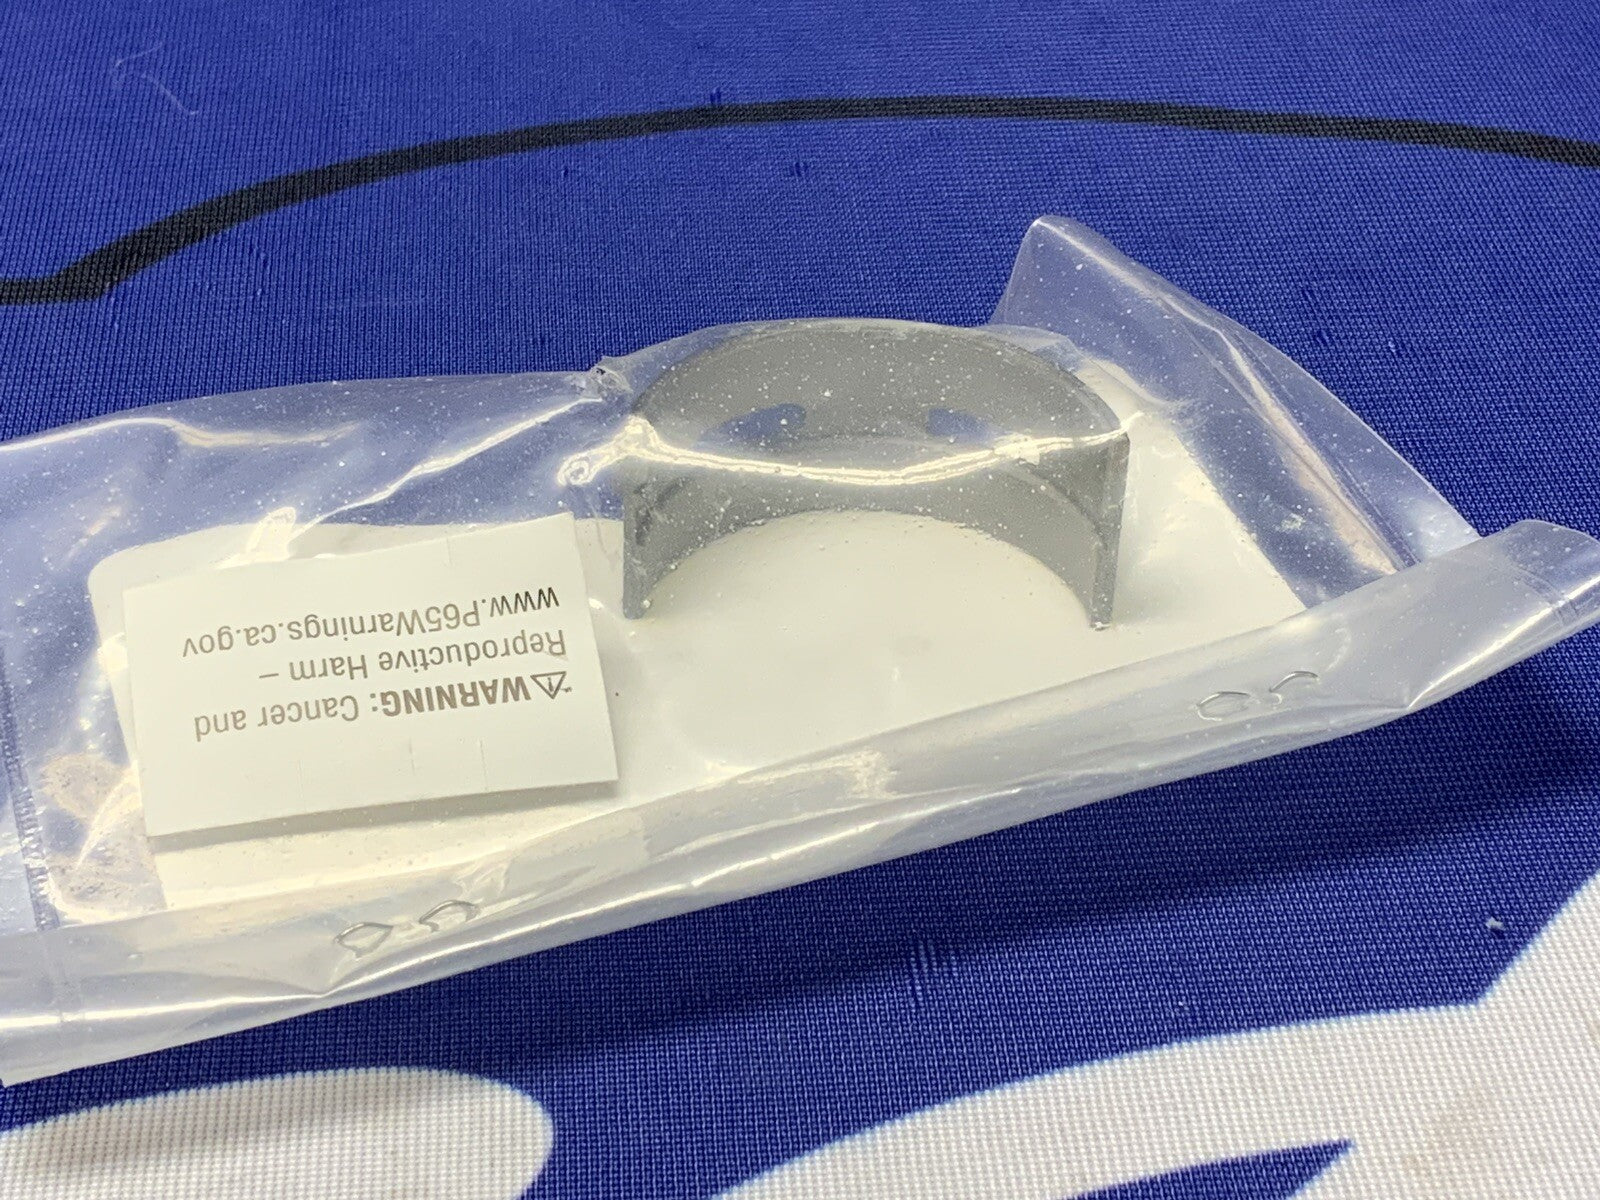 ⚠WARNING: Cancer and
Reproductive Harm –
www.P65Warnings.ca.gov